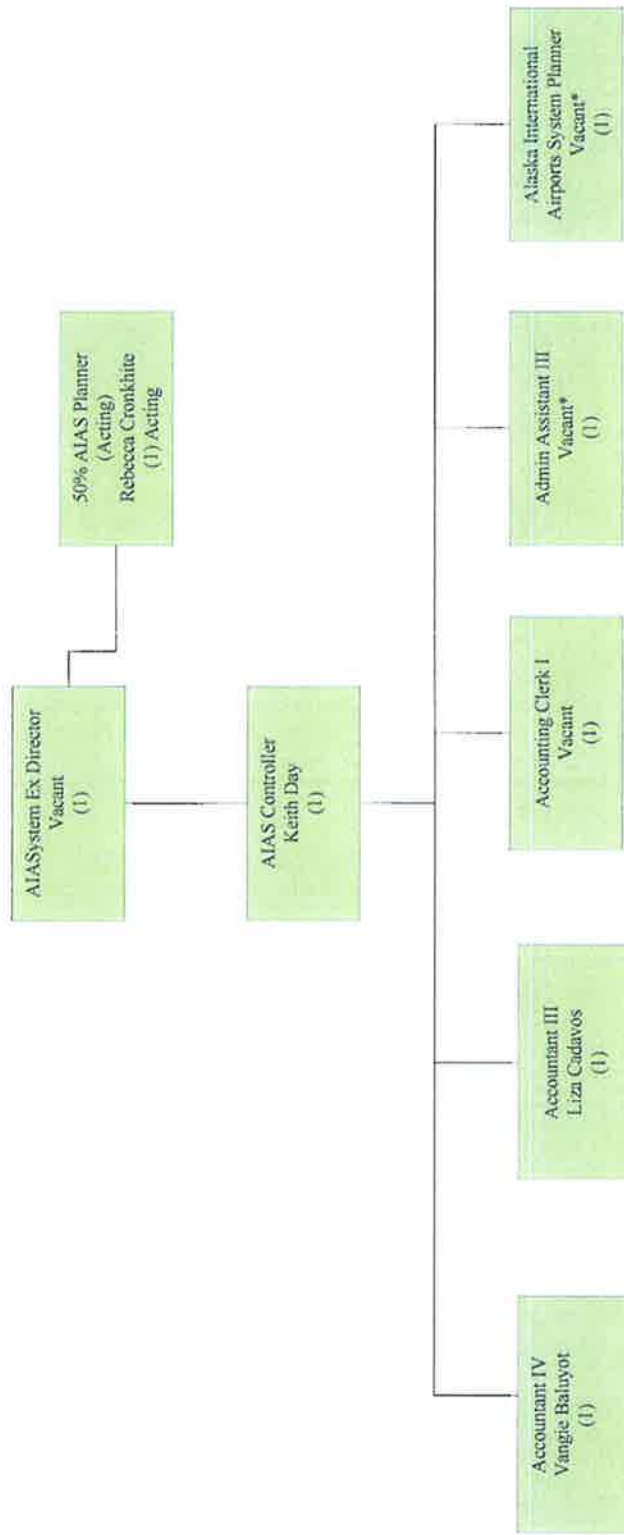 AIASystem Ex Director
Vacant
(1)
50% AIAS Planner
(Acting)
Rebecca Cronkhite
(1) Acting
AIAS Controller
Keith Day
(1)
Accountant IV
Vangie Baluyot
(1)
Accountant III
Liza Cadavos
(1)
Accounting Clerk I
Vacant
(1)
Admin Assistant III
Vacant*
(1)
Alaska International
Airports System Planner
Vacant*
(1)